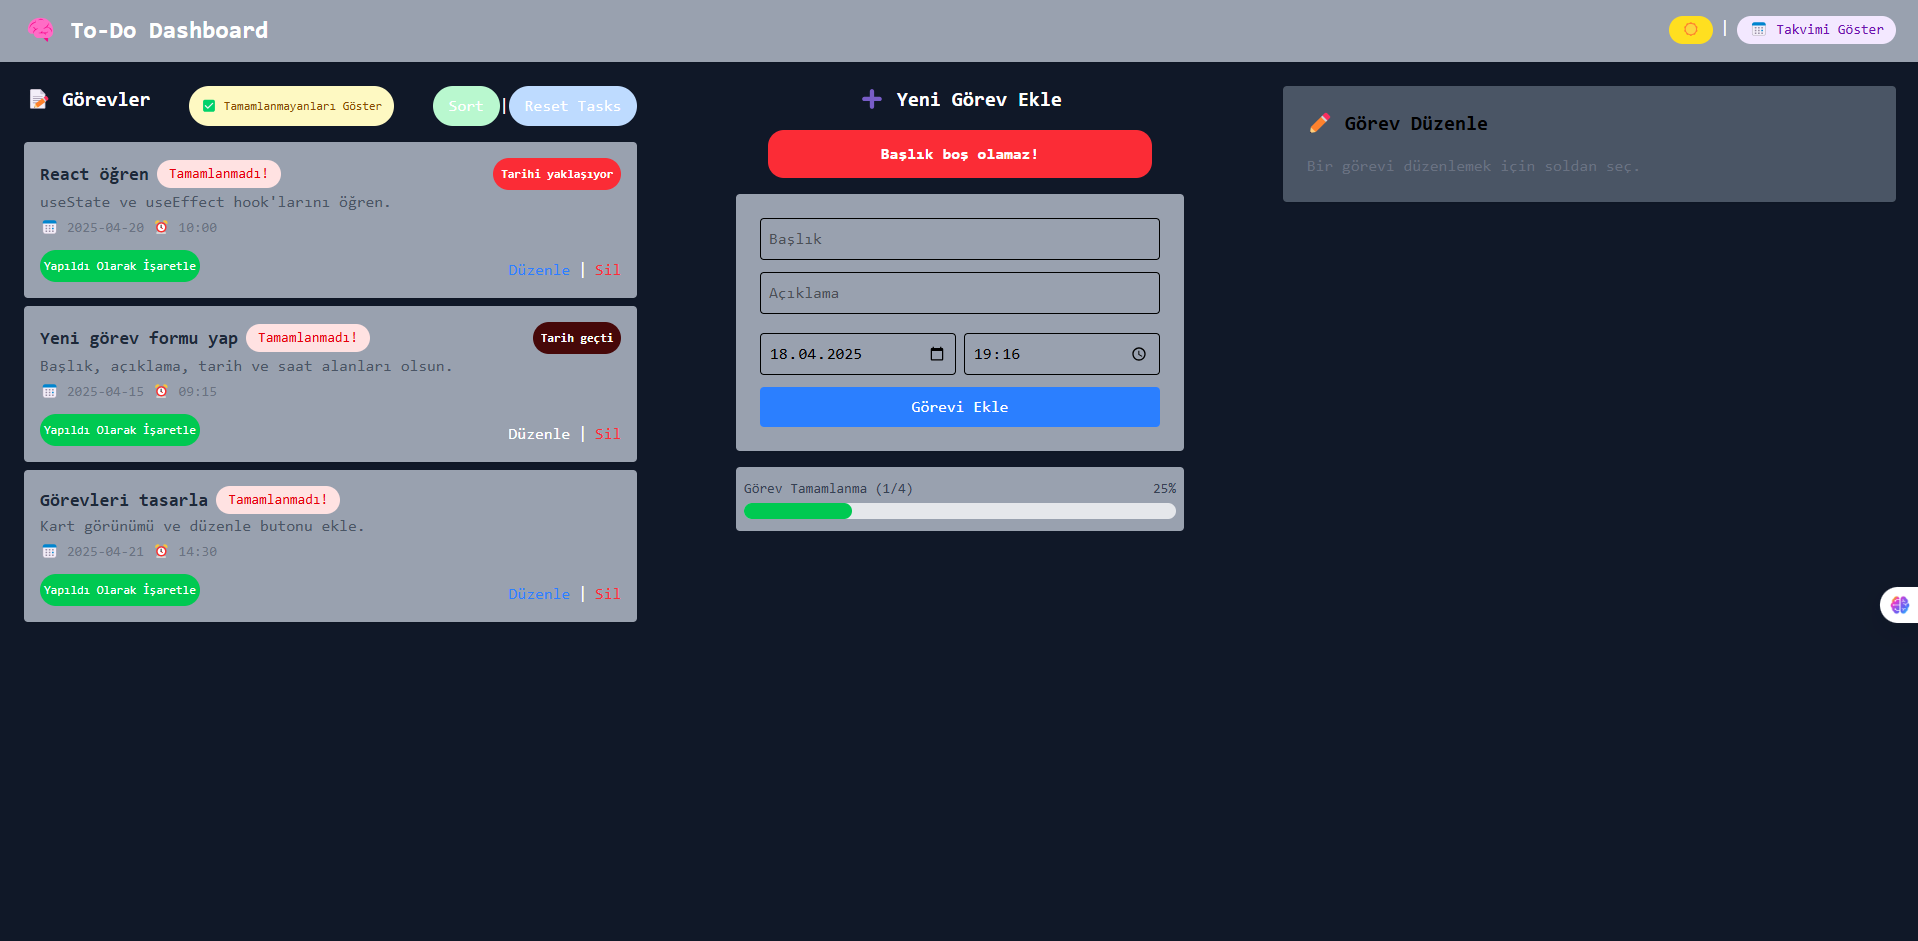 To-Do Dashboard
| Takvimi Göster
Görevler
Tamamlanmayanları Göster
Sort | Reset Tasks
React öğren Tamamlanmadı! Tarihi yaklaşıyor
useState ve useEffect hook'larını öğren.
2025-04-20 10:00
Yapıldı Olarak İşaretle
Düzenle | Sil
Yeni görev formu yap Tamamlanmadı! Tarih geçti
Başlık, açıklama, tarih ve saat alanları olsun.
2025-04-15 09:15
Yapıldı Olarak İşaretle
Düzenle | Sil
Görevleri tasarla Tamamlanmadı!
Kart görünümü ve düzenle butonu ekle.
2025-04-21 14:30
Yapıldı Olarak İşaretle
Düzenle | Sil
Yeni Görev Ekle
Başlık boş olamaz!
Başlık
Açıklama
18.04.2025 19:16
Görevi Ekle
Görev Tamamlanma (1/4) 25%
Görev Düzenle
Bir görevi düzenlemek için soldan seç.